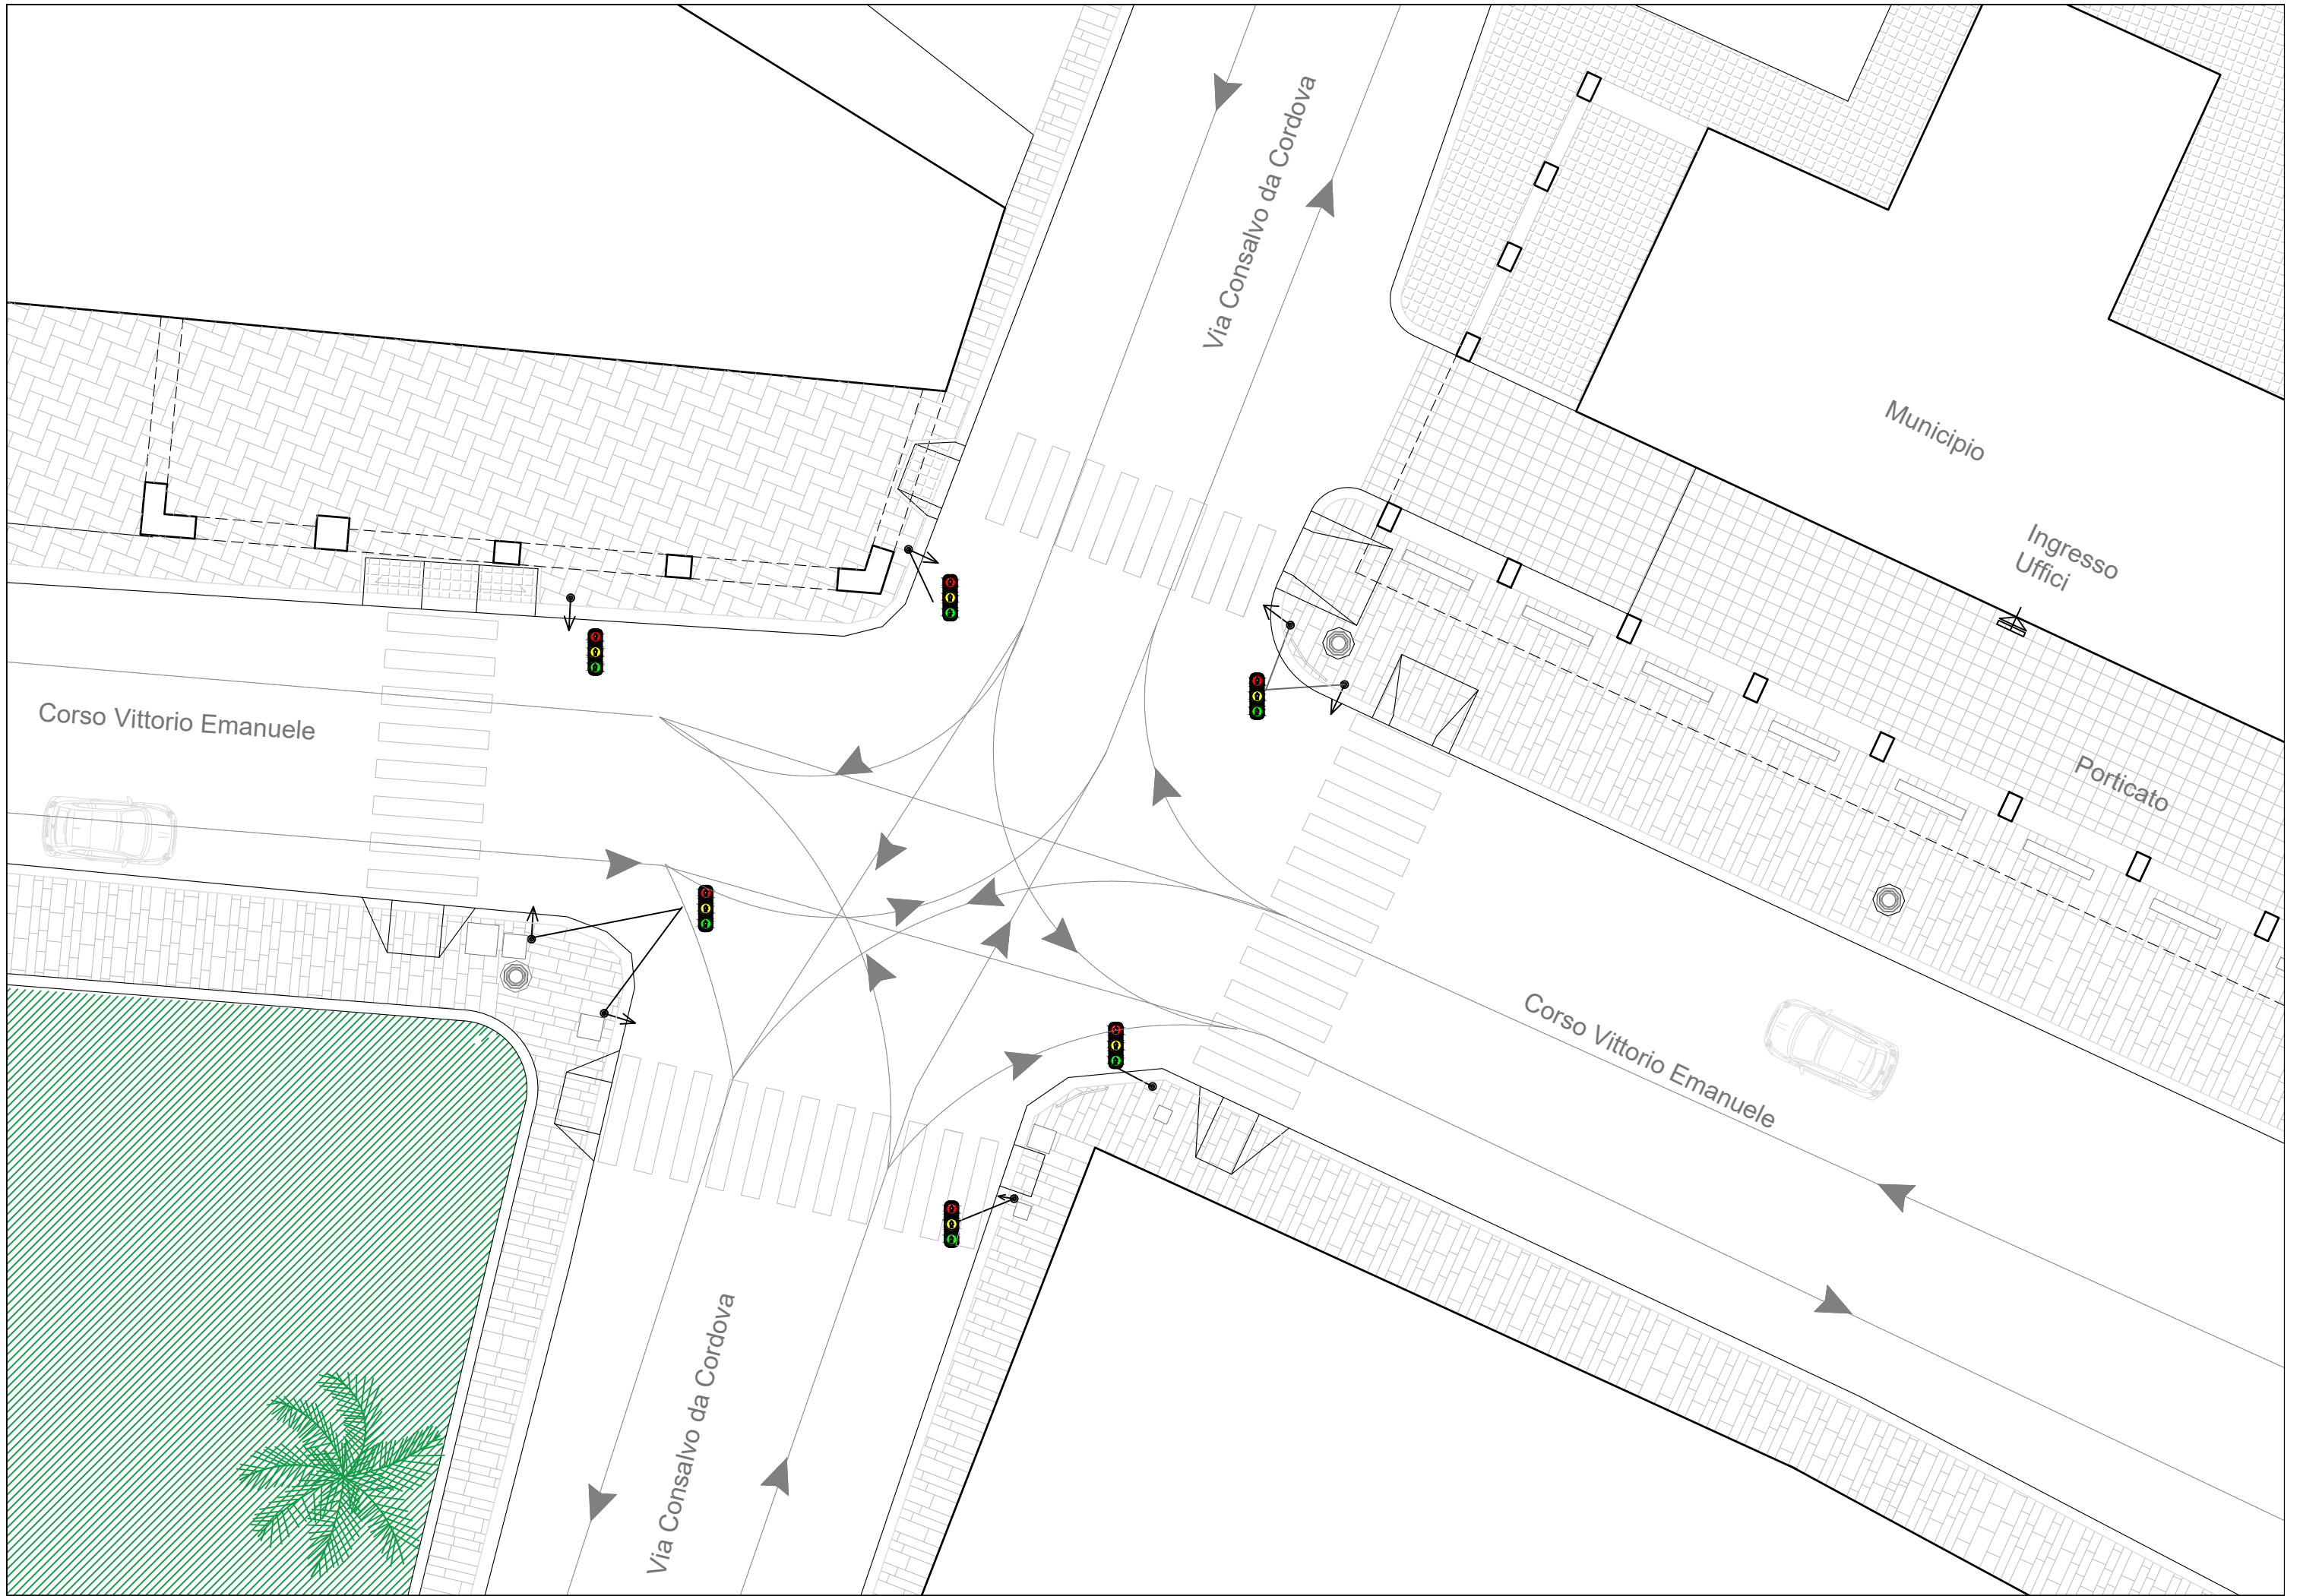 Via Consalvo da Cordova
Municipio
Ingresso
Uffici
Corso Vittorio Emanuele
Porticato
Corso Vittorio Emanuele
Via Consalvo da Cordova